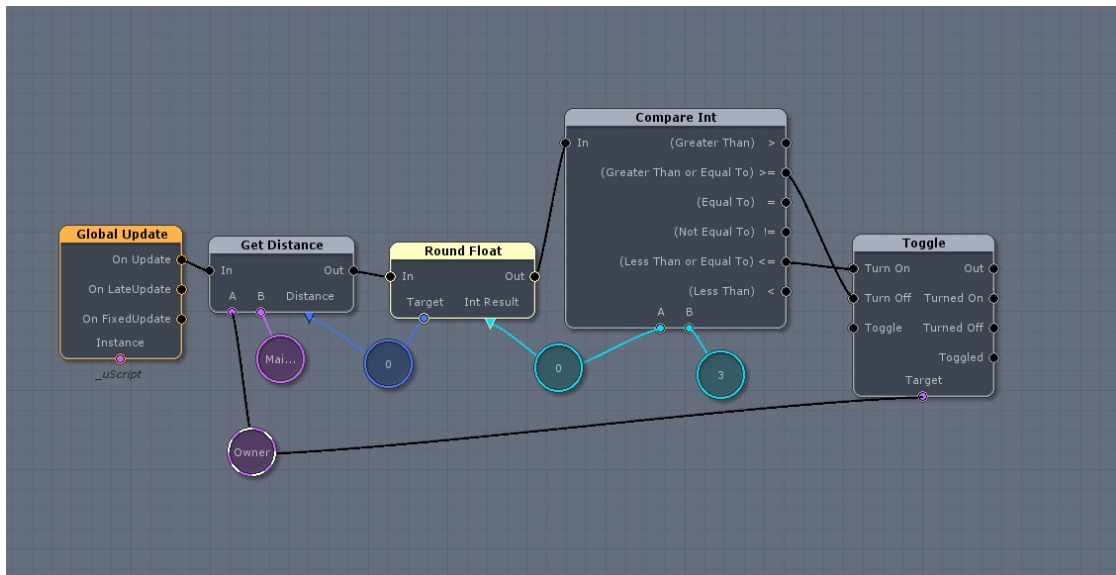 Global Update
On Update
On LateUpdate
On FixedUpdate
Instance
_uScript
Get Distance
In Out
A B Distance
Mai...
Owner
Round Float
In Out
Target Int Result
0
0
Compare Int
In (Greater Than) >
(Greater Than or Equal To) >=
(Equal To) =
(Not Equal To) !=
(Less Than or Equal To) <=
(Less Than) <
A B
3
Toggle
Turn On Out
Turn Off Turned On
Toggle Turned Off
Toggled
Target